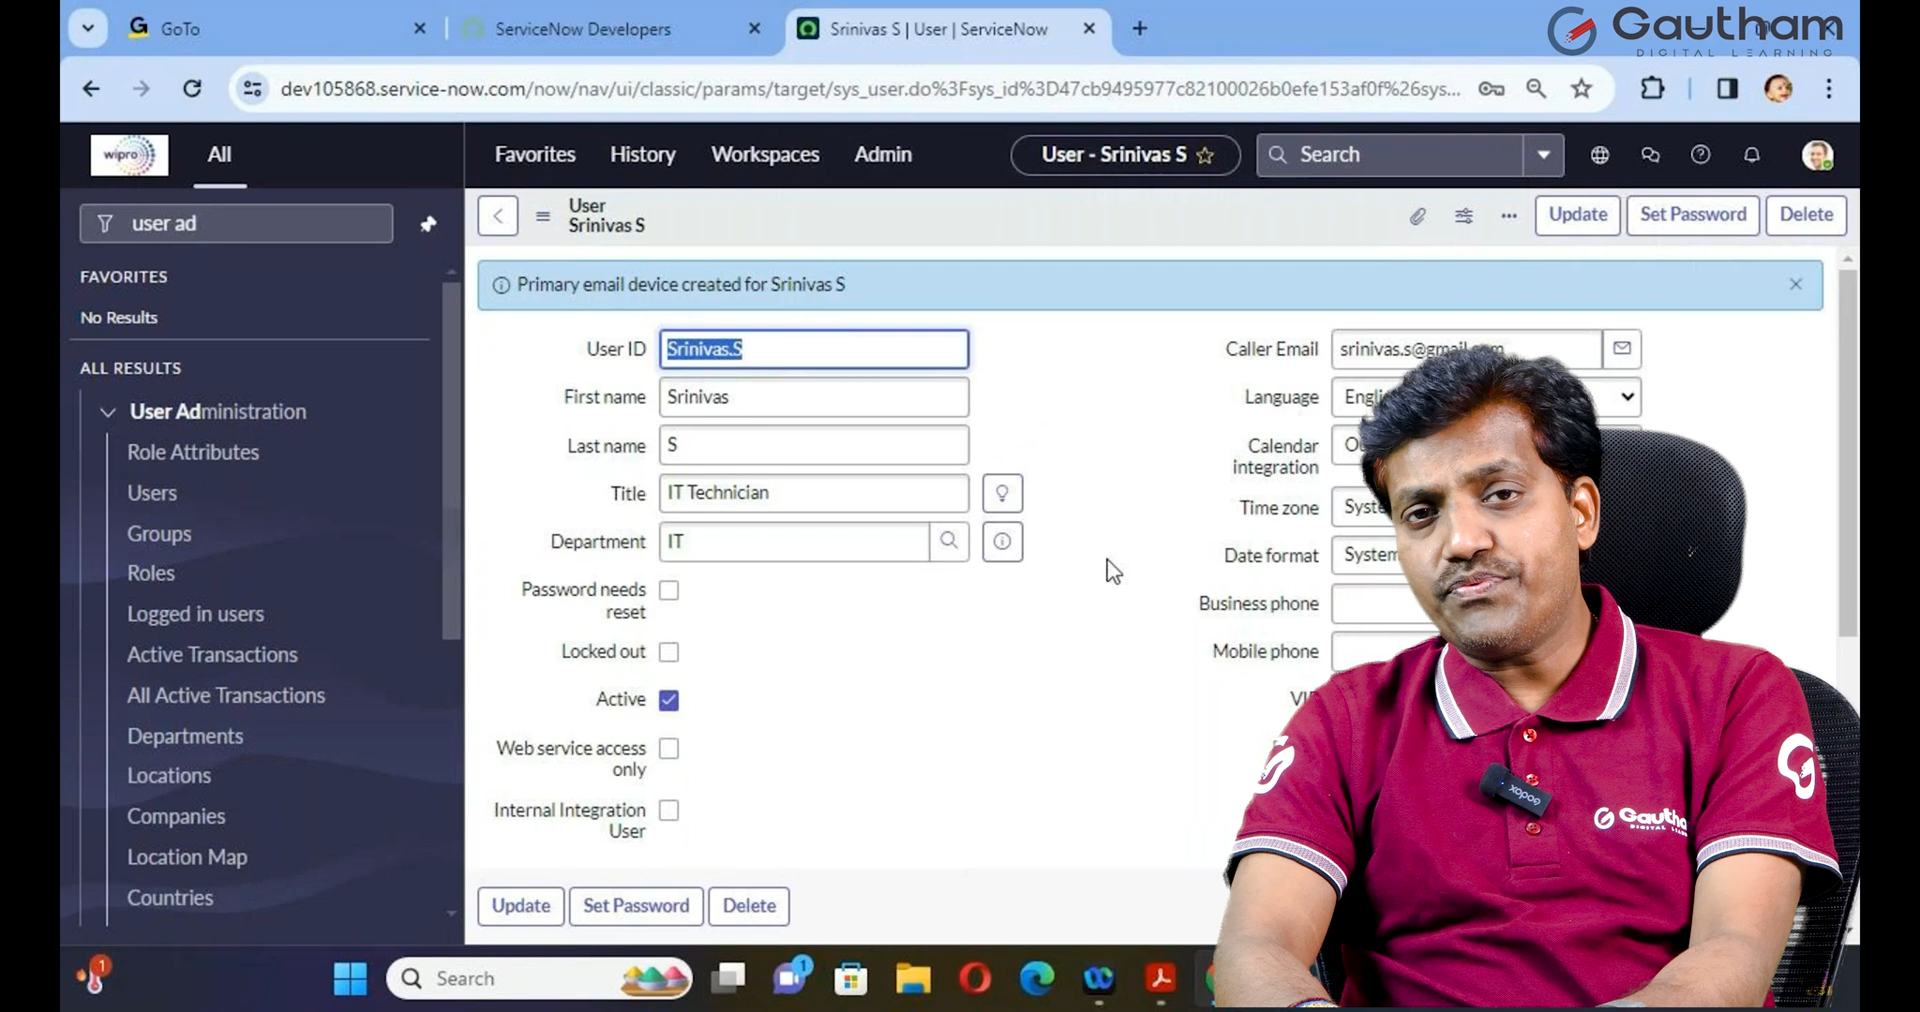 GoTo
ServiceNow Developers
Srinivas S | User | ServiceNow
Gautham
DIGITAL LEARNING
dev105868.service-now.com/now/nav/ui/classic/params/target/sys_user.do%3Fsys_id%3D47cb9495977c82100026b0efe153af0f%26sys...
wipro
All
Favorites
History
Workspaces
Admin
User - Srinivas S
Search
user ad
User
Srinivas S
Update
Set Password
Delete
FAVORITES
No Results
ALL RESULTS
User Administration
Role Attributes
Users
Groups
Roles
Logged in users
Active Transactions
All Active Transactions
Departments
Locations
Companies
Location Map
Countries
Primary email device created for Srinivas S
User ID
Srinivas.S
First name
Srinivas
Last name
S
Title
IT Technician
Department
IT
Password needs
reset
Locked out
Active
Web service access
only
Internal Integration
User
Caller Email
Language
Calendar
integration
Time zone
Date format
System
Business phone
Mobile phone
Update
Set Password
Delete
GODOX
Gautha
1
Search
1